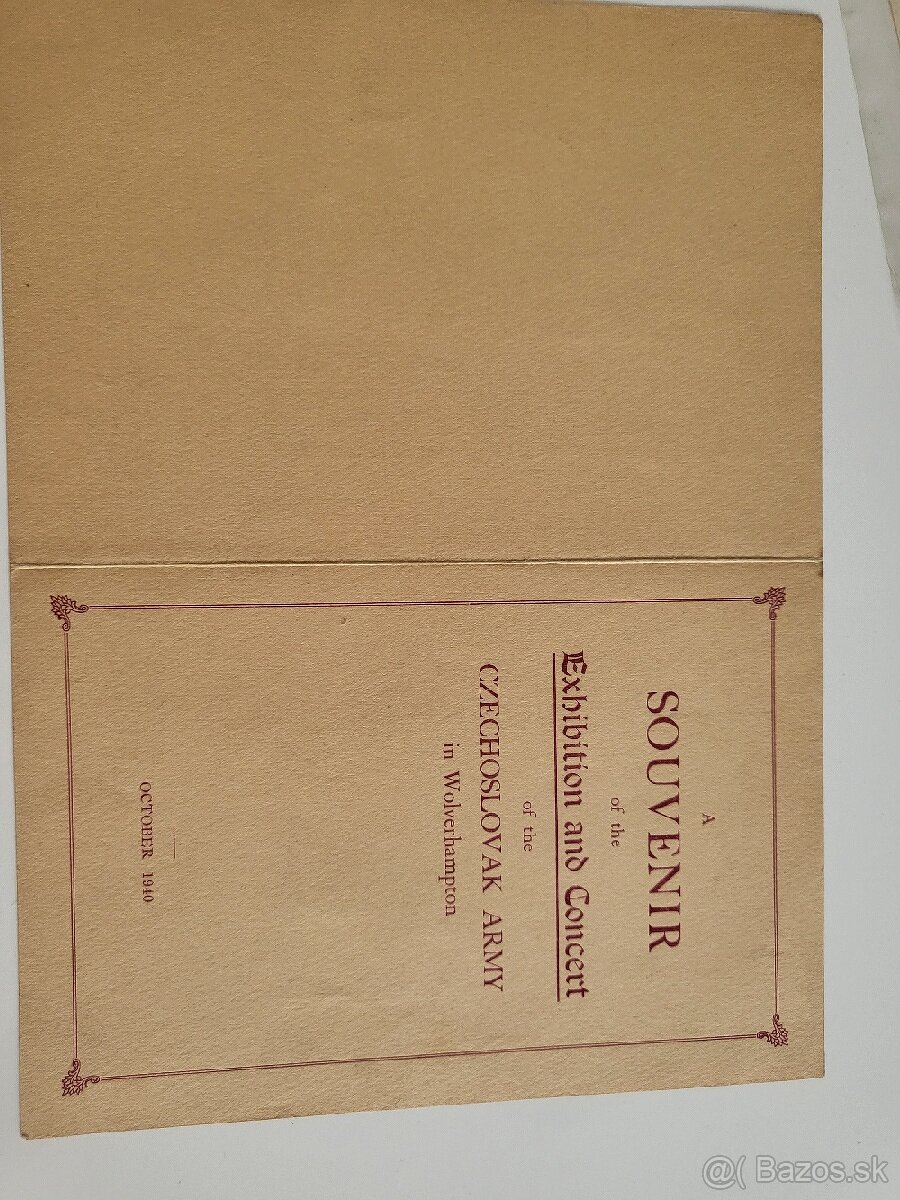 A
SOUVENIR
of the
Exhibition and Concert
of the
CZECHOSLOVAK ARMY
in Wolverhampton
OCTOBER 1940
@( Bazos.sk